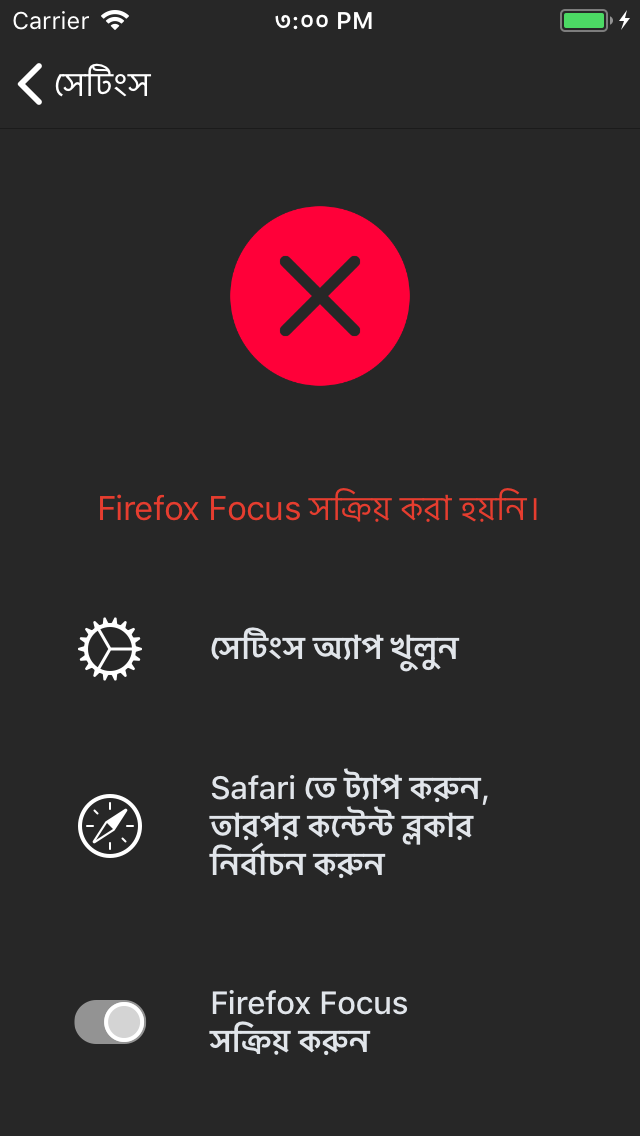 Carrier ৩:০০ PM
সেটিংস
Firefox Focus সক্রিয় করা হয়নি।
সেটিংস অ্যাপ খুলুন
Safari তে ট্যাপ করুন,
তারপর কন্টেন্ট ব্লকার
নির্বাচন করুন
Firefox Focus
সক্রিয় করুন